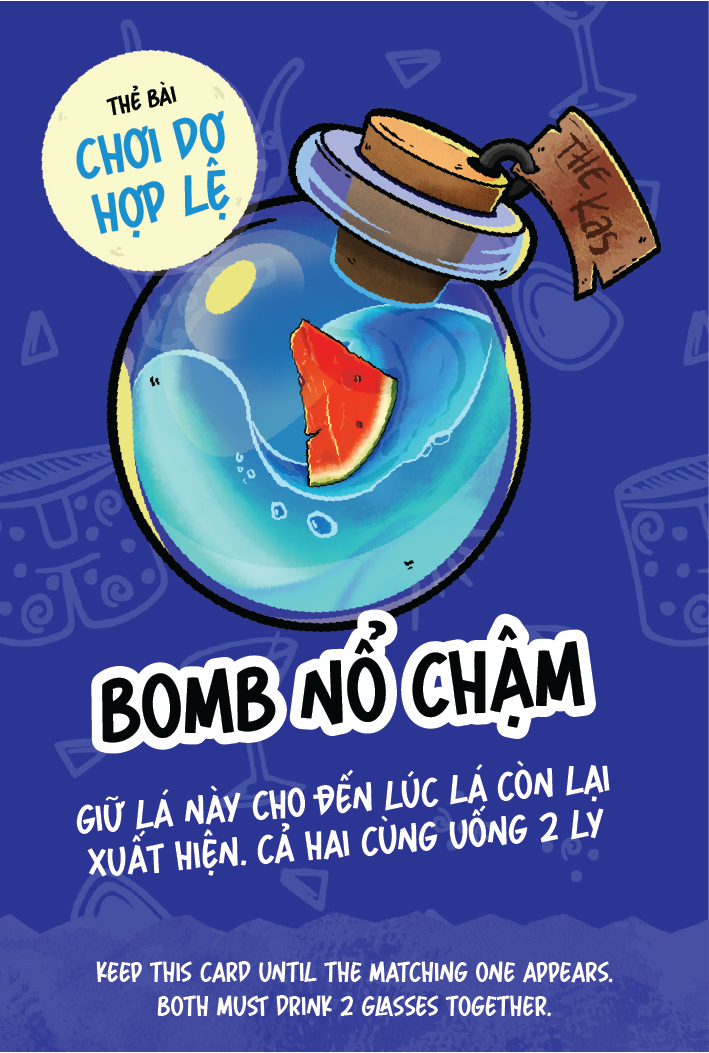 THẺ BÀI
CHƠI DƠ
HỢP LỆ
THE
Kas
BOMB NỔ CHẬM
GIỮ LÁ NÀY CHO ĐẾN LÚC LÁ CÒN LẠI
XUẤT HIỆN. CẢ HAI CÙNG UỐNG 2 LY
KEEP THIS CARD UNTIL THE MATCHING ONE APPEARS.
BOTH MUST DRINK 2 GLASSES TOGETHER.